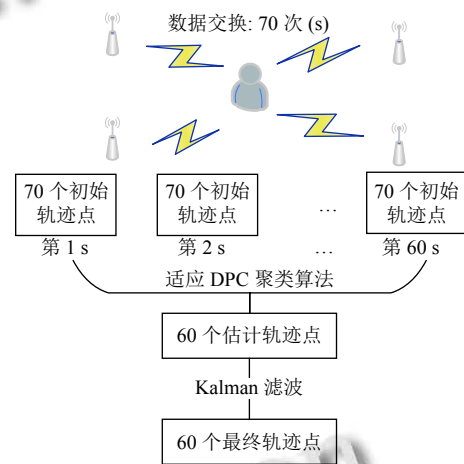 数据交换: 70 次 (s)
70 个初始 70 个初始 70 个初始
轨迹点 轨迹点 … 轨迹点
第 1 s 第 2 s … 第 60 s
适应 DPC 聚类算法
60 个估计轨迹点
Kalman 滤波
60 个最终轨迹点